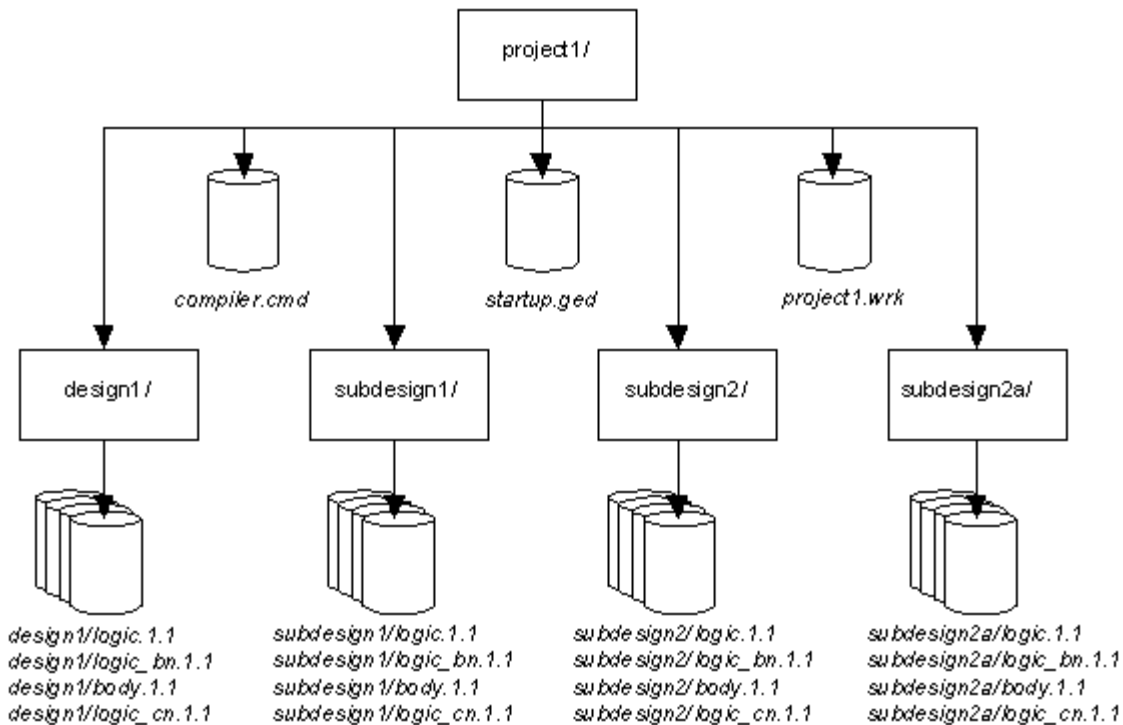 project1/
compiler.cmd
startup.ged
project1.wrk
design1/
subdesign1/
subdesign2/
subdesign2a/
design1/logic.1.1
design1/logic_bn.1.1
design1/body.1.1
design1/logic_cn.1.1
subdesign1/logic.1.1
subdesign1/logic_bn.1.1
subdesign1/body.1.1
subdesign1/logic_cn.1.1
subdesign2/logic.1.1
subdesign2/logic_bn.1.1
subdesign2/body.1.1
subdesign2/logic_cn.1.1
subdesign2a/logic.1.1
subdesign2a/logic_bn.1.1
subdesign2a/body.1.1
subdesign2a/logic_cn.1.1